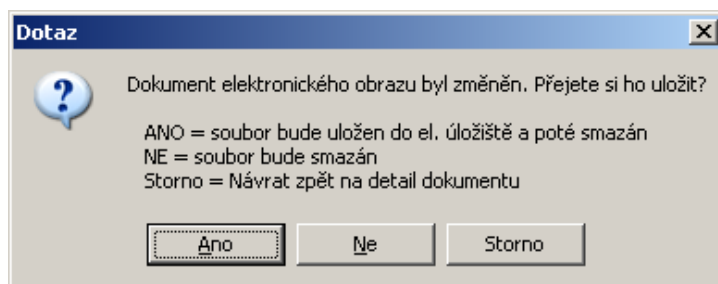 Dotaz
Dokument elektronického obrazu byl změněn. Přejete si ho uložit?
ANO = soubor bude uložen do el. úložiště a poté smazán
NE = soubor bude smazán
Storno = Návrat zpět na detail dokumentu
Ano
Ne
Storno